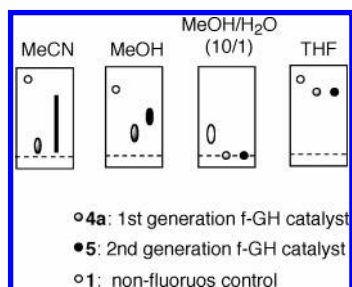 MeCN MeOH MeOH/H2O (10/1) THF
4a: 1st generation f-GH catalyst
5: 2nd generation f-GH catalyst
1: non-fluoruos control